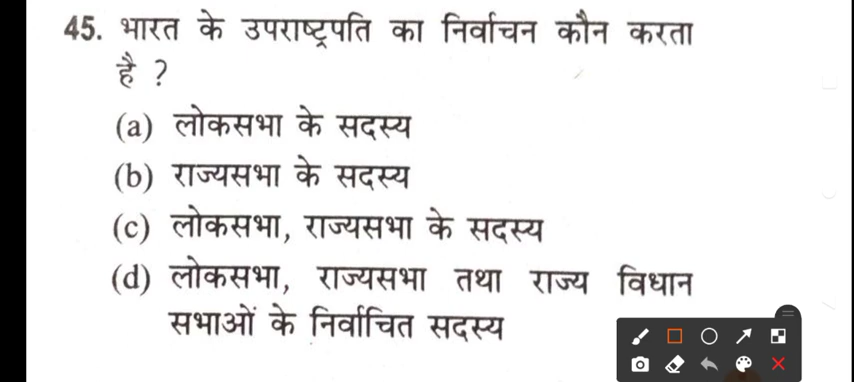 45. भारत के उपराष्ट्रपति का निर्वाचन कौन करता
है ?
(a) लोकसभा के सदस्य
(b) राज्यसभा के सदस्य
(c) लोकसभा, राज्यसभा के सदस्य
(d) लोकसभा, राज्यसभा तथा राज्य विधान
सभाओं के निर्वाचित सदस्य